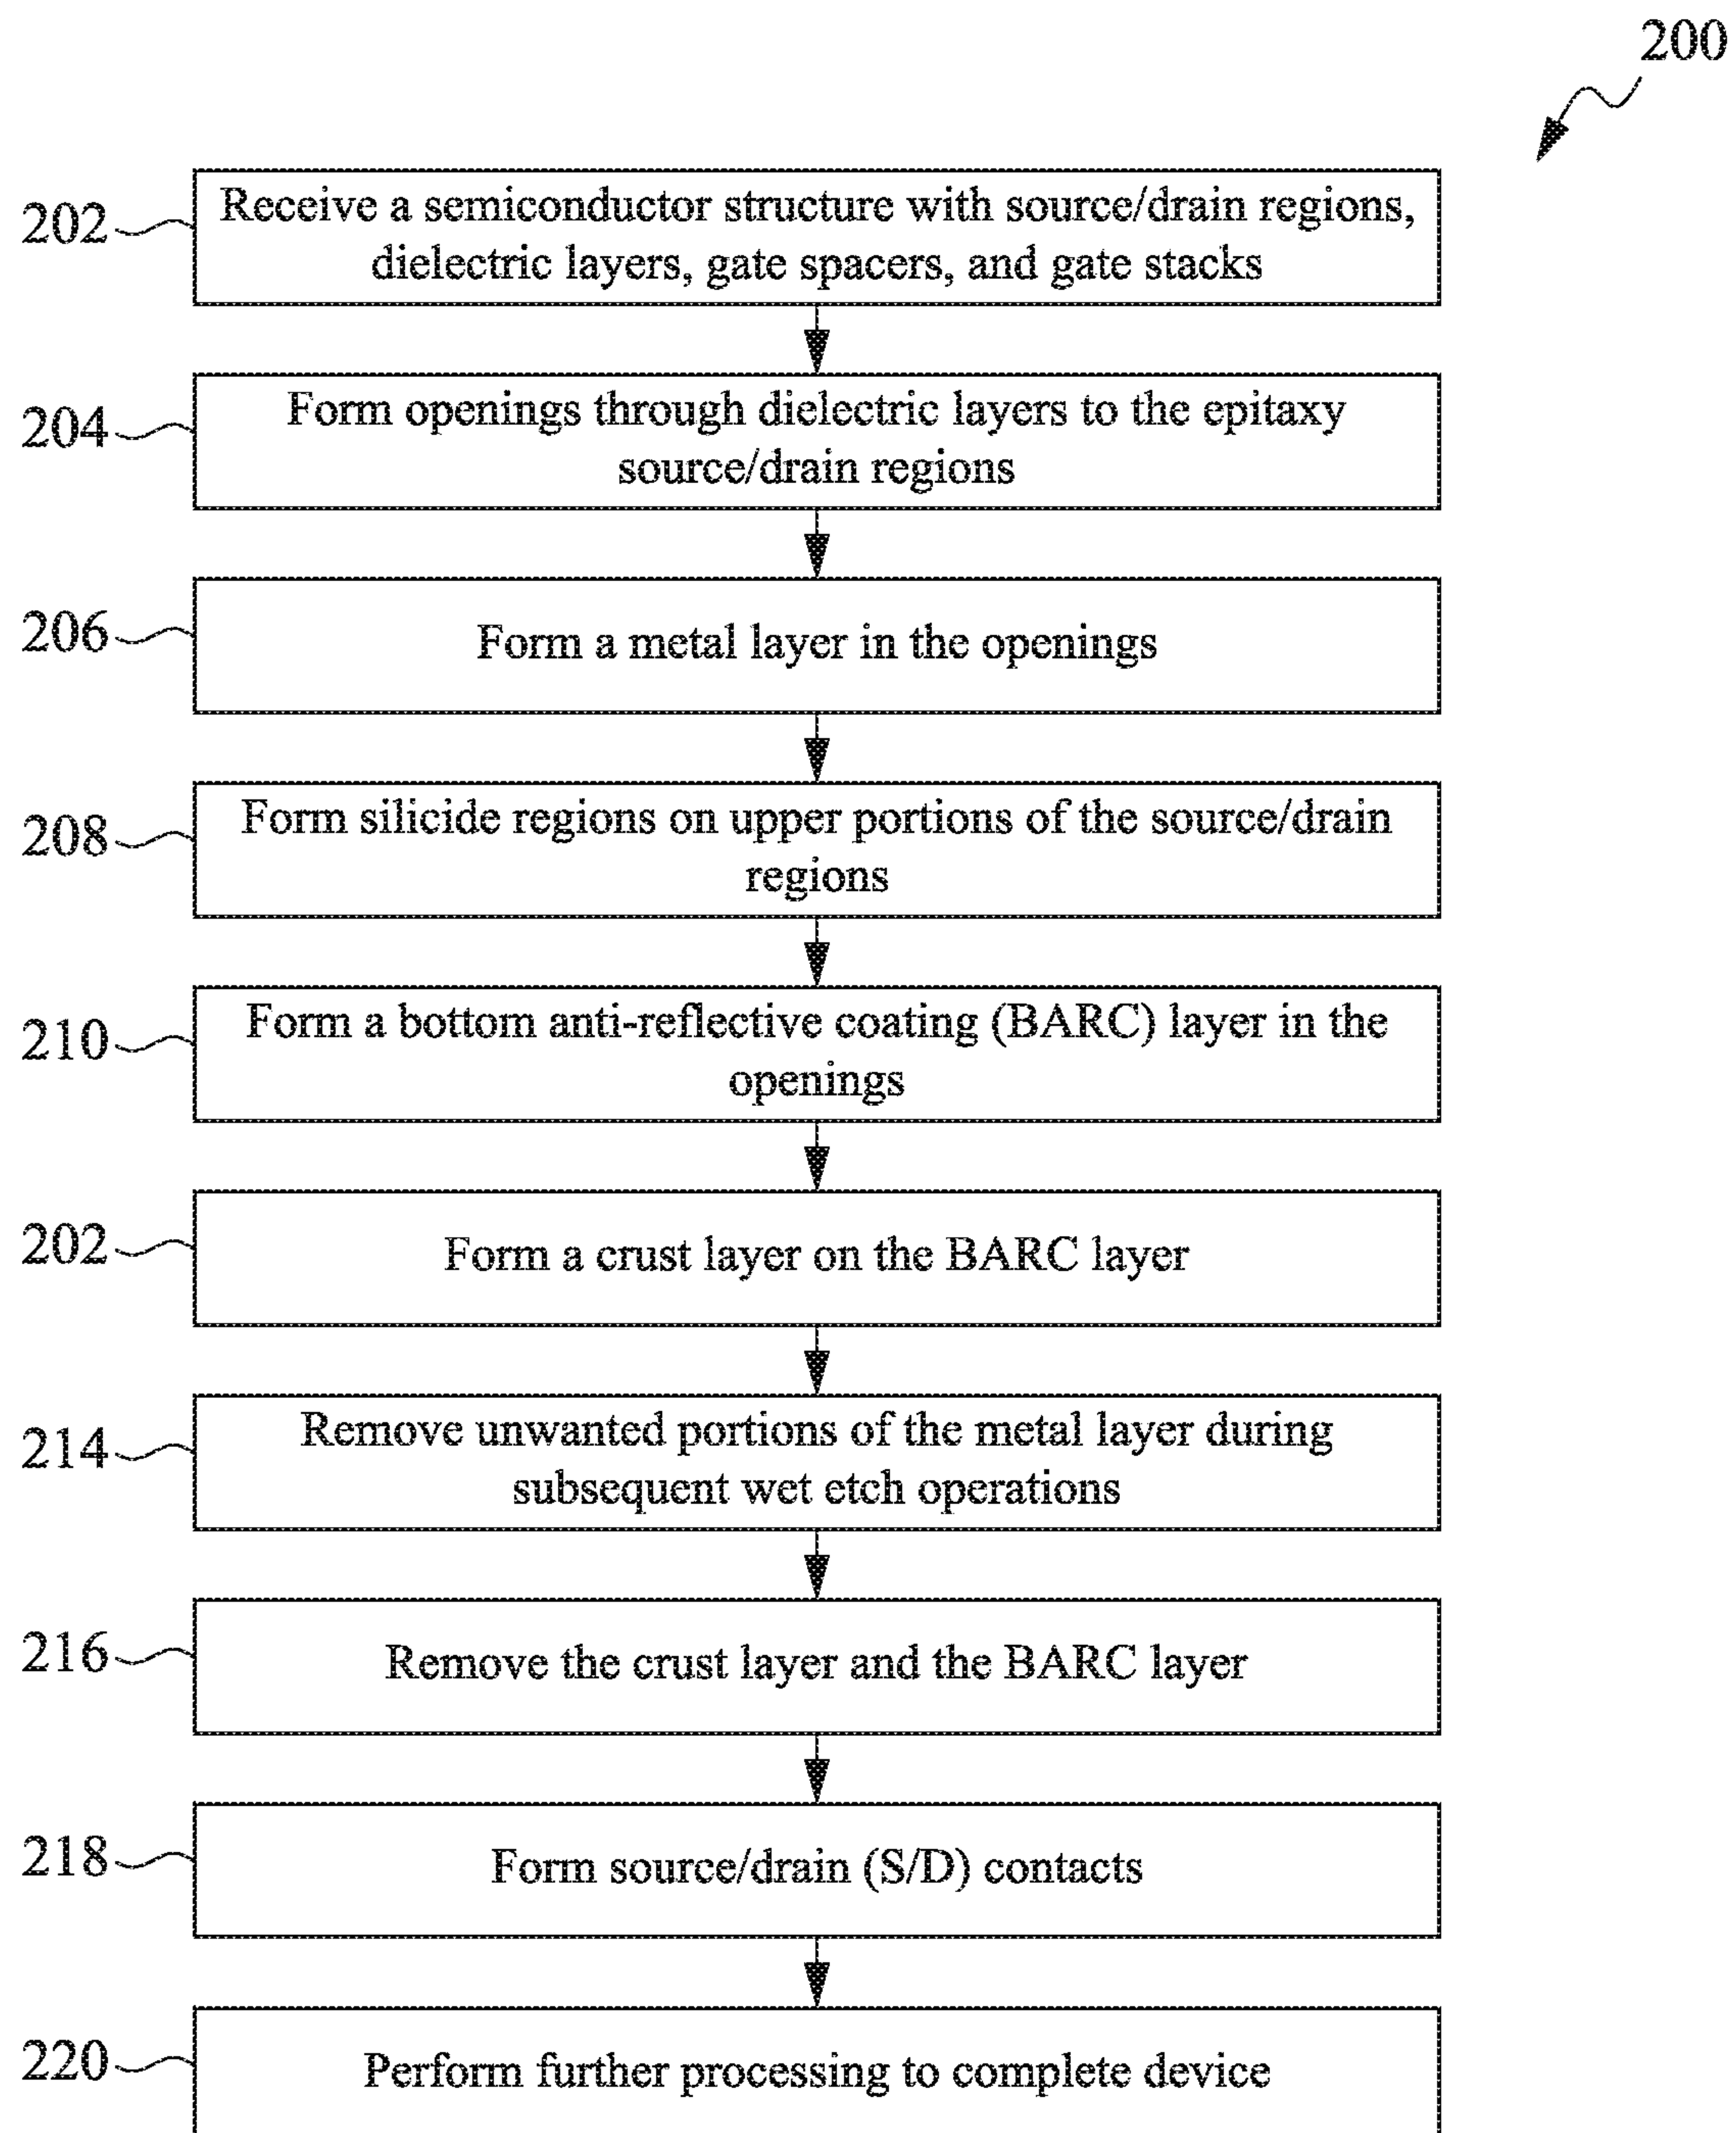 200
202
Receive a semiconductor structure with source/drain regions,
dielectric layers, gate spacers, and gate stacks
204
Form openings through dielectric layers to the epitaxy
source/drain regions
206
Form a metal layer in the openings
208
Form silicide regions on upper portions of the source/drain
regions
210
Form a bottom anti-reflective coating (BARC) layer in the
openings
202
Form a crust layer on the BARC layer
214
Remove unwanted portions of the metal layer during
subsequent wet etch operations
216
Remove the crust layer and the BARC layer
218
Form source/drain (S/D) contacts
220
Perform further processing to complete device